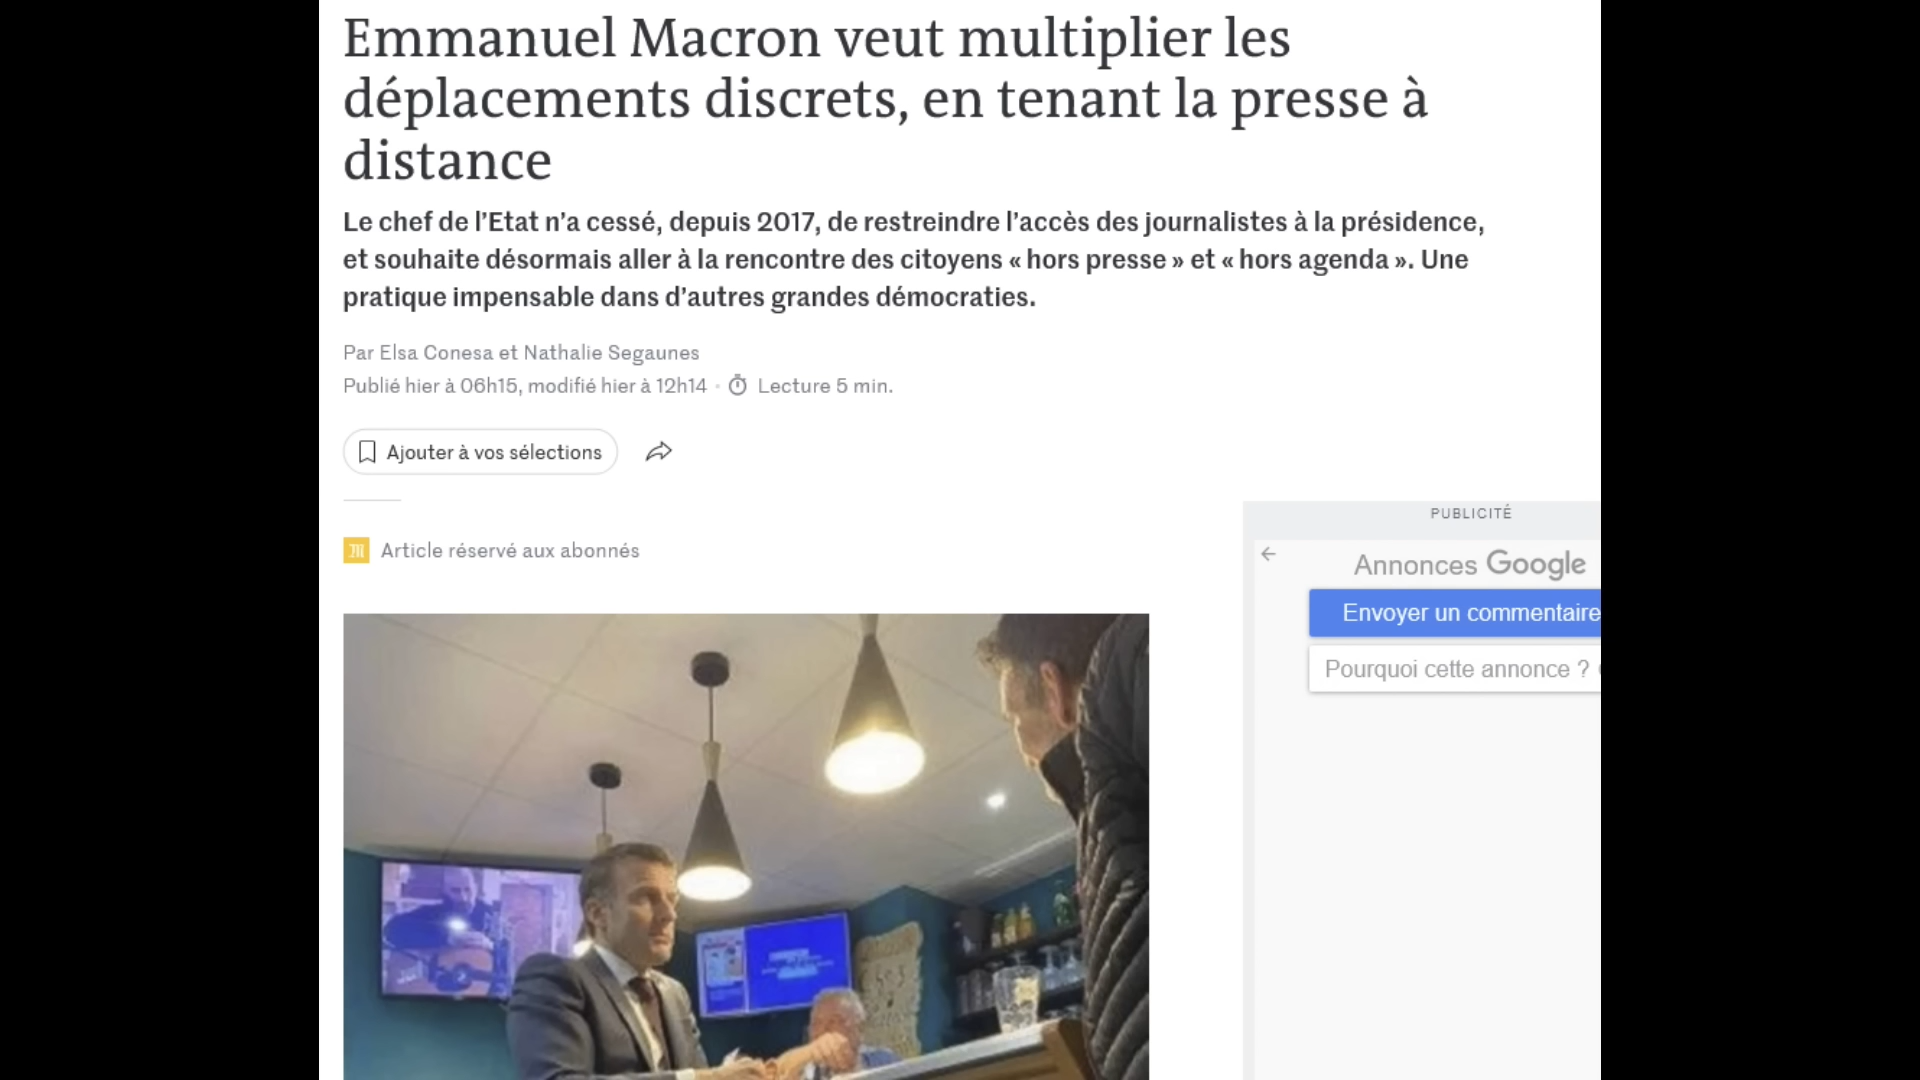 Emmanuel Macron veut multiplier les
déplacements discrets, en tenant la presse à
distance
Le chef de l’Etat n’a cessé, depuis 2017, de restreindre l’accès des journalistes à la présidence,
et souhaite désormais aller à la rencontre des citoyens « hors presse » et « hors agenda ». Une
pratique impensable dans d’autres grandes démocraties.
Par Elsa Conesa et Nathalie Segaunes
Publié hier à 06h15, modifié hier à 12h14 • Lecture 5 min.
Ajouter à vos sélections
M Article réservé aux abonnés
PUBLICITÉ
Annonces Google
Envoyer un commentaire
Pourquoi cette annonce ?